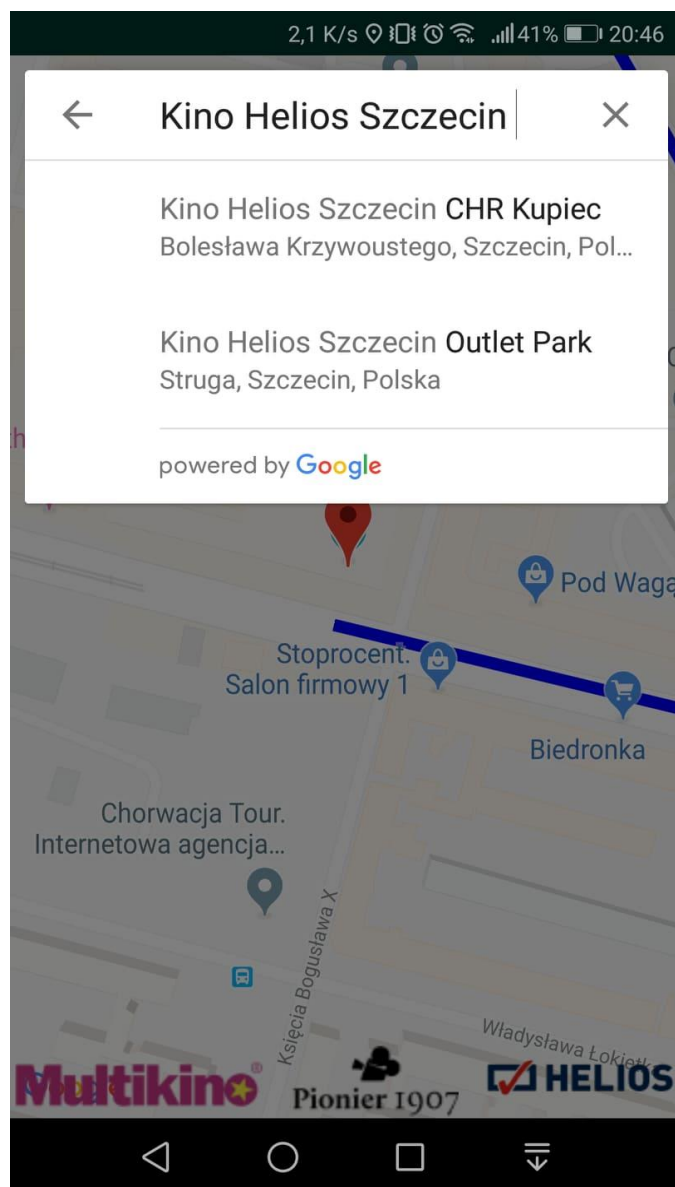 2,1 K/s 41% 20:46
Kino Helios Szczecin
Kino Helios Szczecin CHR Kupiec
Bolesława Krzywoustego, Szczecin, Pol...
Kino Helios Szczecin Outlet Park
Struga, Szczecin, Polska
powered by Google
Pod Wagą
Stoprocent.
Salon firmowy 1
Biedronka
Chorwacja Tour.
Internetowa agencja...
Księcia Bogusława X
Władysława Łokietk
Multikino®
Pionier 1907
HELIOS